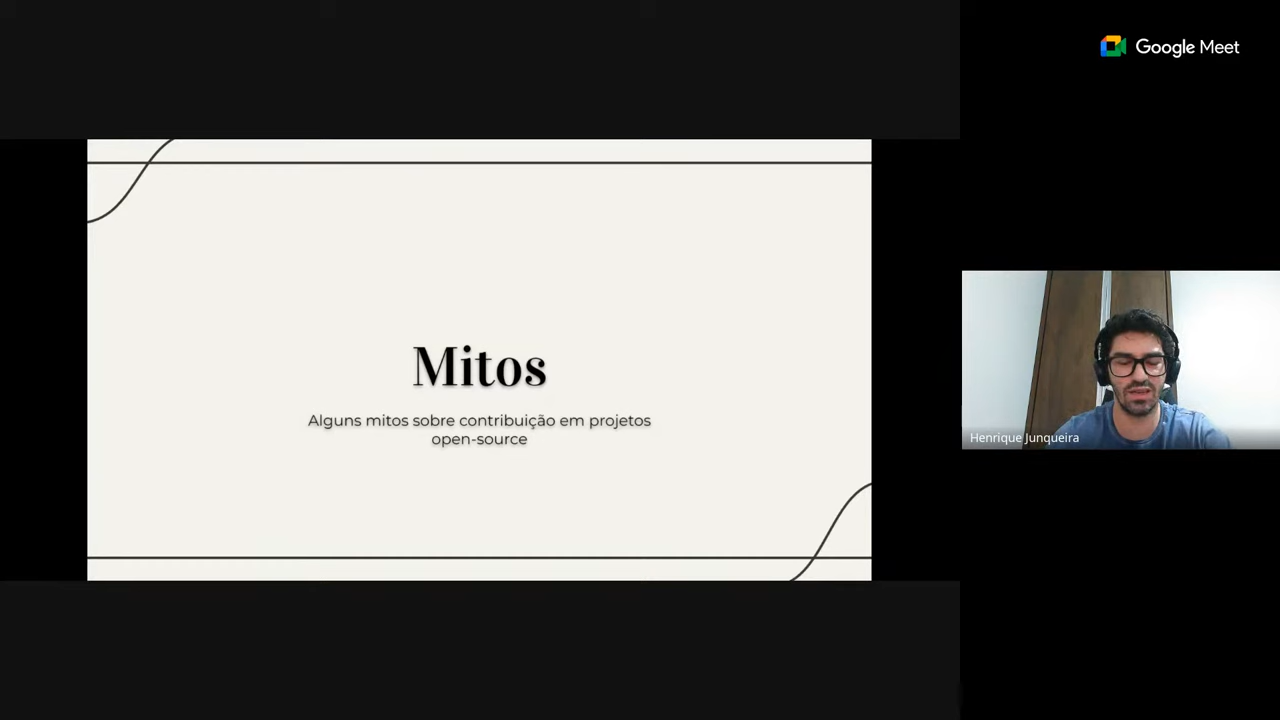 Google Meet
Mitos
Alguns mitos sobre contribuição em projetos
open-source
Henrique Junqueira